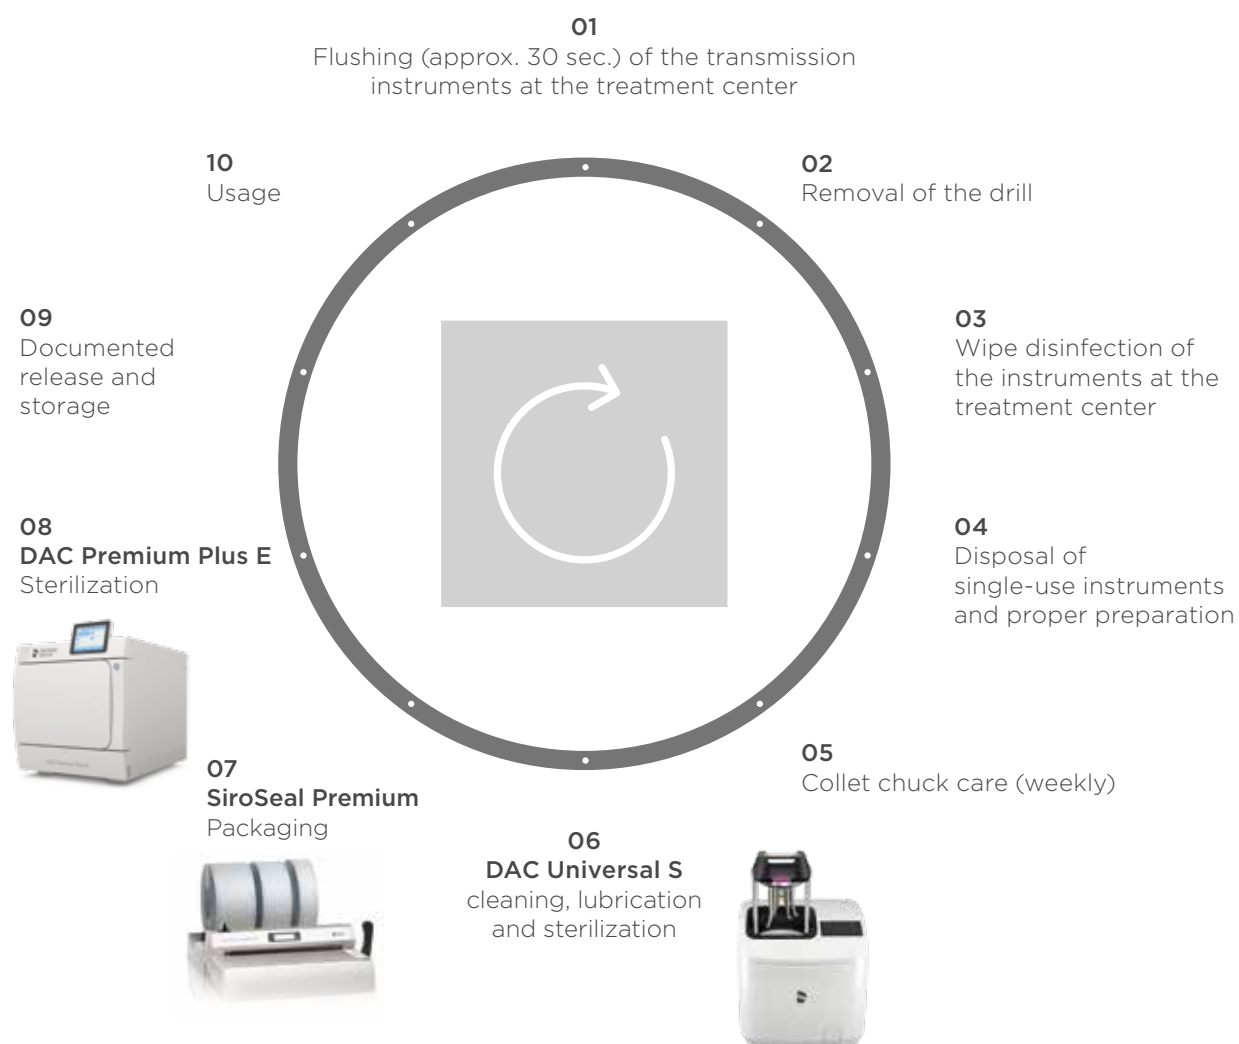 01
Flushing (approx. 30 sec.) of the transmission
instruments at the treatment center
02
Removal of the drill
03
Wipe disinfection of
the instruments at the
treatment center
04
Disposal of
single-use instruments
and proper preparation
05
Collet chuck care (weekly)
06
DAC Universal S
cleaning, lubrication
and sterilization
07
SiroSeal Premium
Packaging
08
DAC Premium Plus E
Sterilization
09
Documented
release and
storage
10
Usage